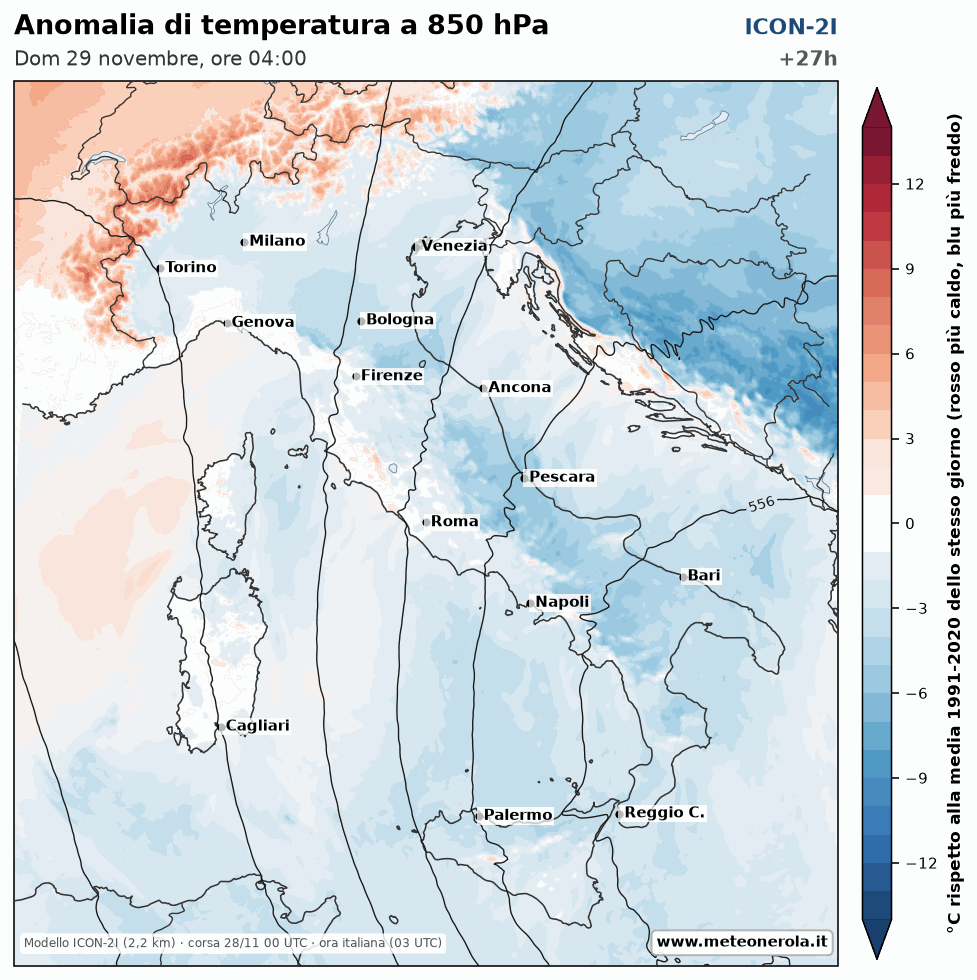 Anomalia di temperatura a 850 hPa
ICON-2I
Dom 29 novembre, ore 04:00
+27h
Milano
Venezia
Torino
Genova
Bologna
Firenze
Ancona
Pescara
556
Roma
Bari
Napoli
Cagliari
Palermo
Reggio C.
Modello ICON-2I (2,2 km) · corsa 28/11 00 UTC · ora italiana (03 UTC)
www.meteonerola.it
12
9
6
3
0
−3
−6
−9
−12
°C rispetto alla media 1991-2020 dello stesso giorno (rosso più caldo, blu più freddo)